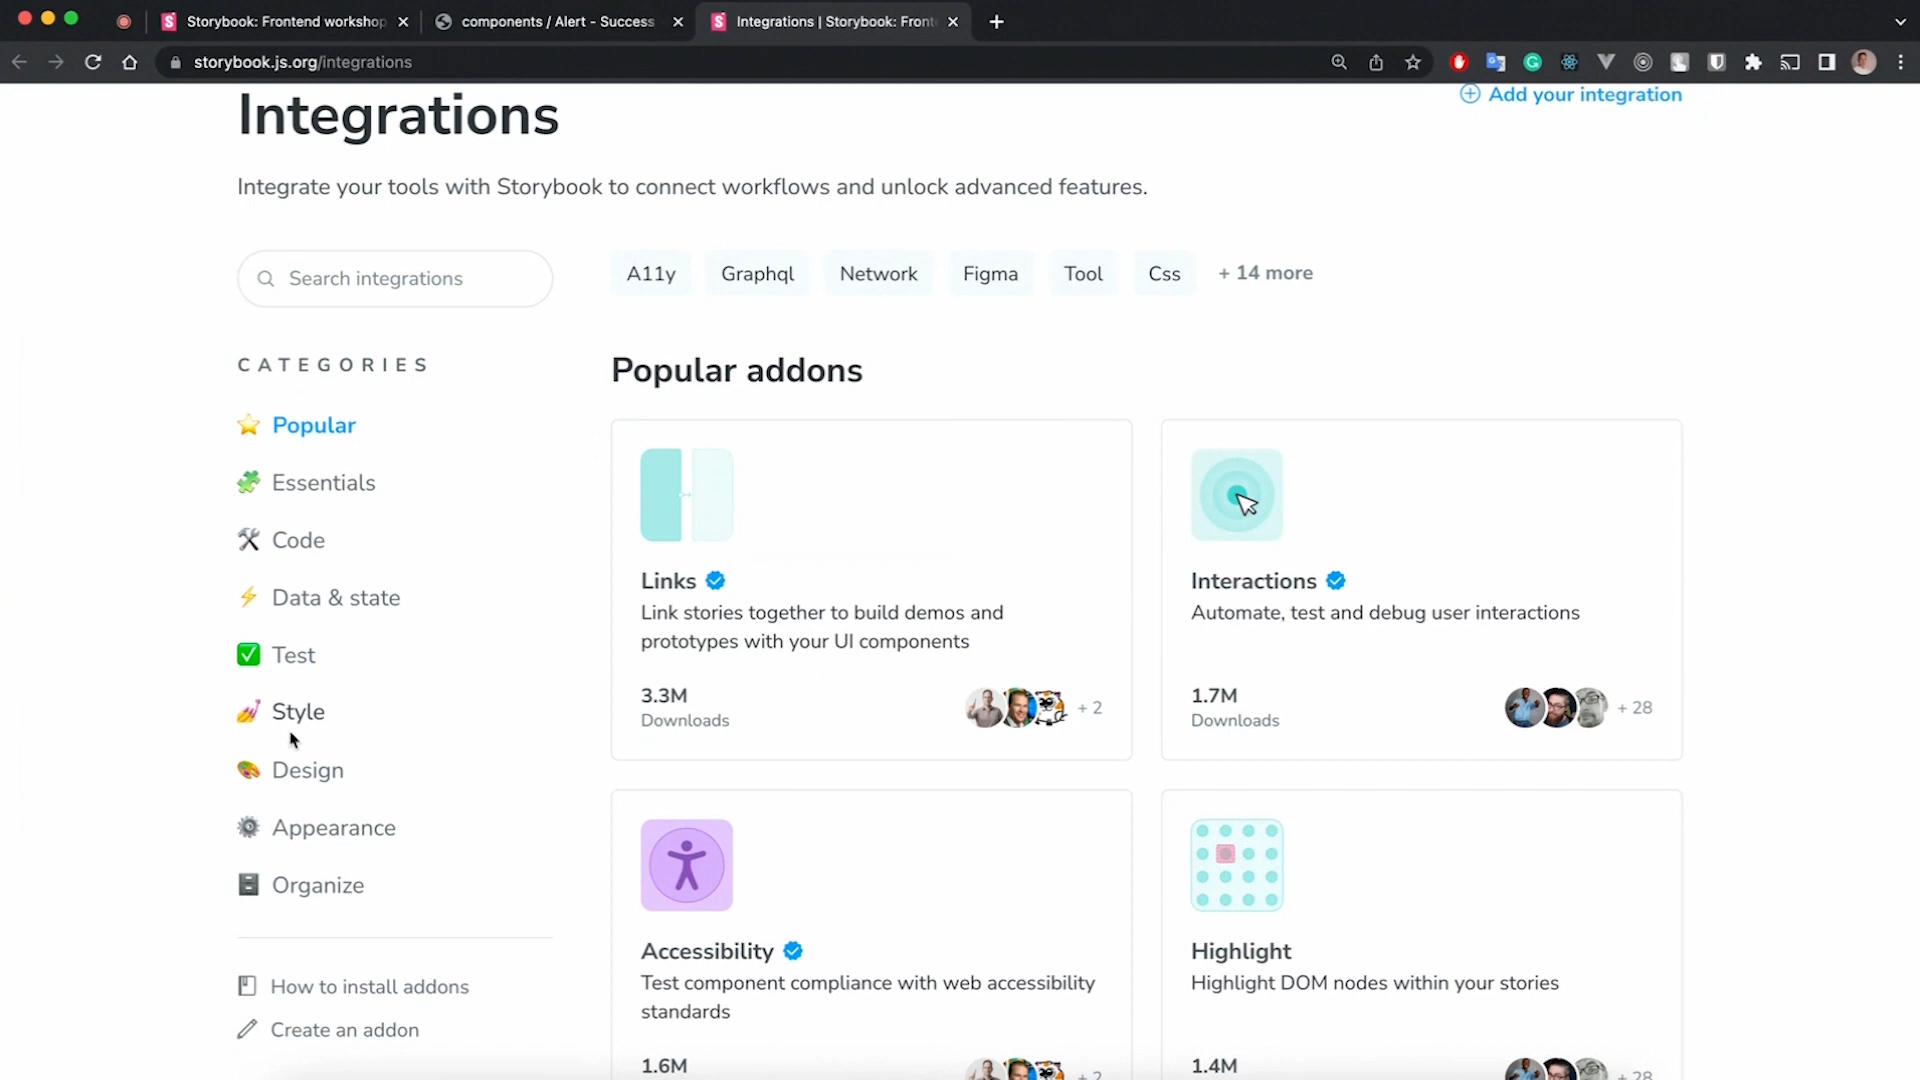 Storybook: Frontend workshop
components / Alert - Success
Integrations | Storybook: Front
storybook.js.org/integrations
Integrations
Add your integration
Integrate your tools with Storybook to connect workflows and unlock advanced features.
Search integrations
A11y
Graphql
Network
Figma
Tool
Css
+ 14 more
CATEGORIES
Popular
Essentials
Code
Data & state
Test
Style
Design
Appearance
Organize
How to install addons
Create an addon
Popular addons
Links
Link stories together to build demos and
prototypes with your UI components
3.3M
Downloads
+ 2
Interactions
Automate, test and debug user interactions
1.7M
Downloads
+ 28
Accessibility
Test component compliance with web accessibility
standards
1.6M
+ 2
Highlight
Highlight DOM nodes within your stories
1.4M
+ 28